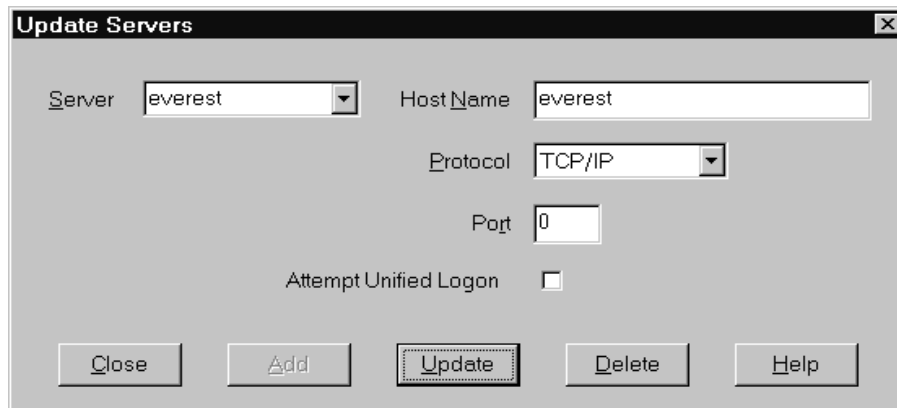 Update Servers
Server everest Host Name everest
Protocol TCP/IP
Port 0
Attempt Unified Logon
Close Add Update Delete Help